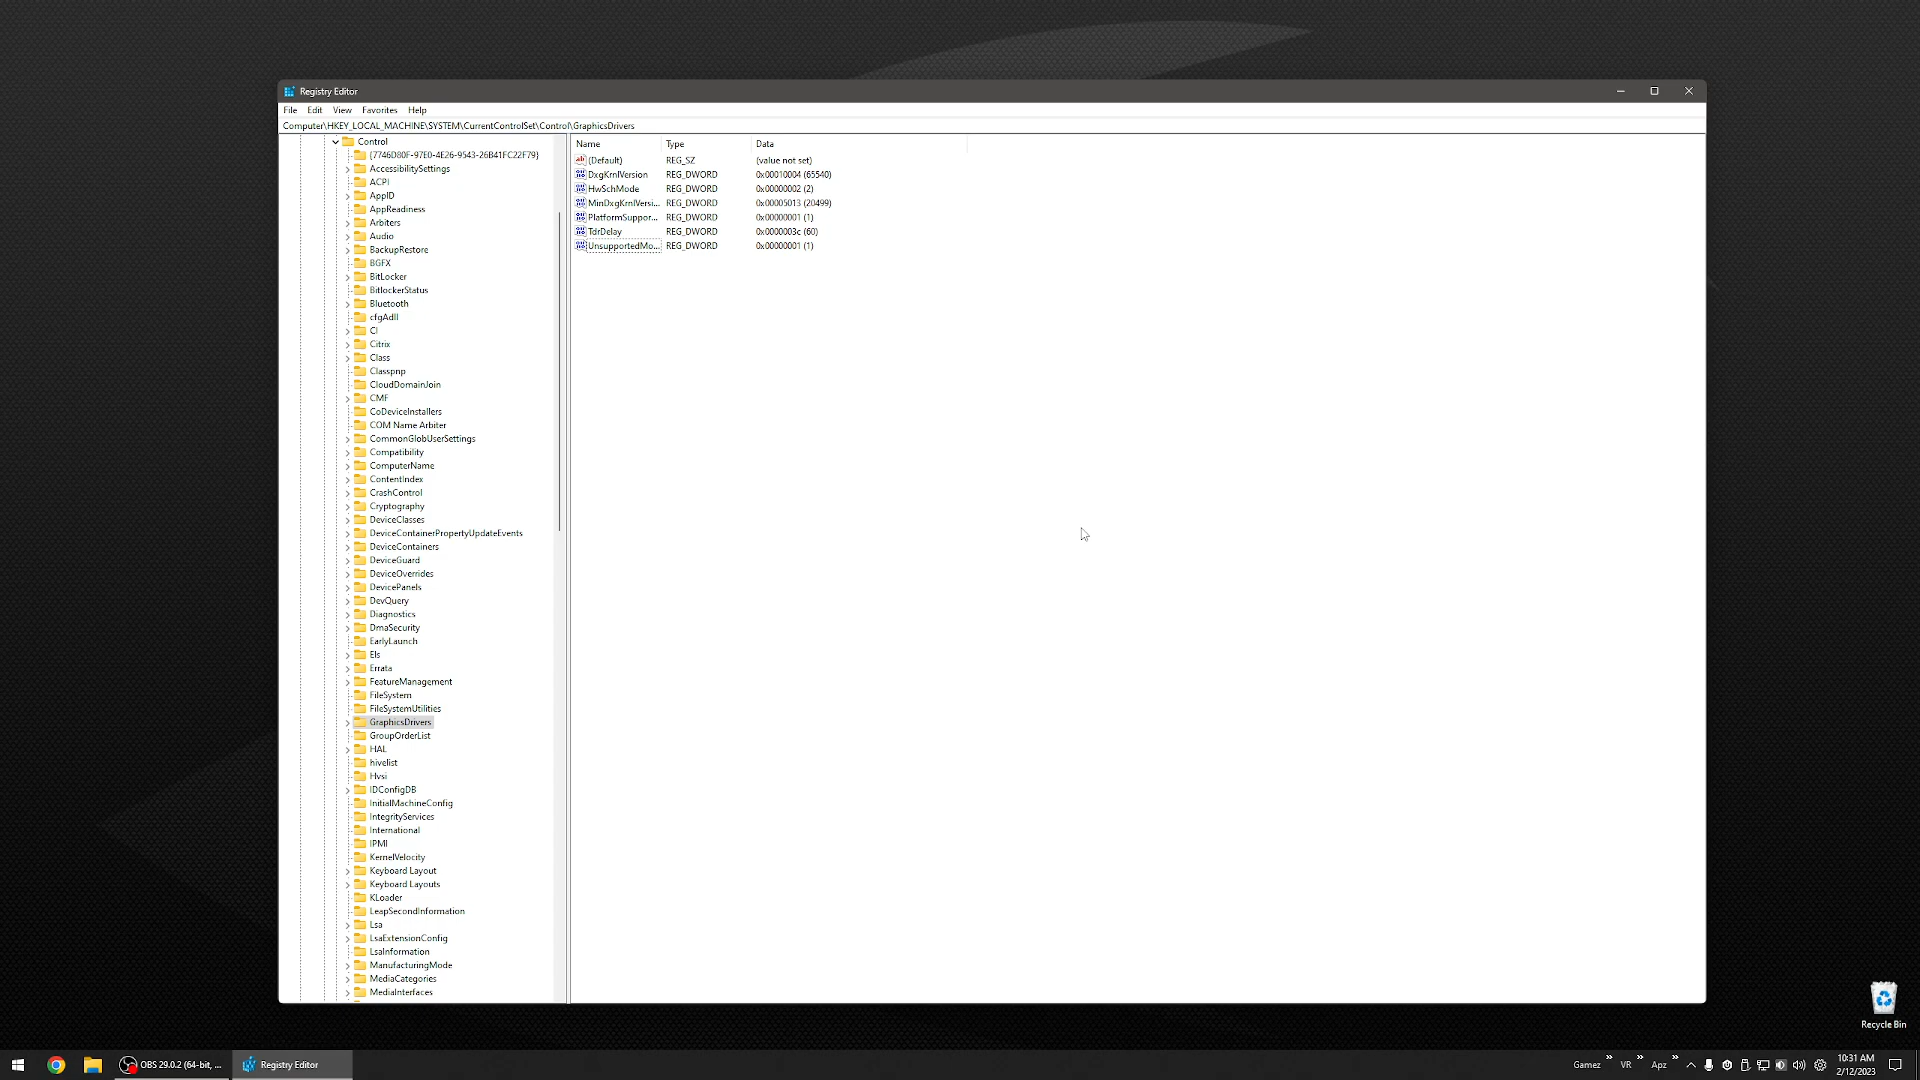 Registry Editor
File Edit View Favorites Help
Computer\HKEY_LOCAL_MACHINE\SYSTEM\CurrentControlSet\Control\GraphicsDrivers
Control
{7746D80F-97E0-4E26-9543-26B41FC22F79}
AccessibilitySettings
ACPI
AppID
AppReadiness
Arbiters
Audio
BackupRestore
BGFX
BitLocker
BitlockerStatus
Bluetooth
cfgAdll
CI
Citrix
Class
Classpnp
CloudDomainJoin
CMF
CoDeviceInstallers
COM Name Arbiter
CommonGlobUserSettings
Compatibility
ComputerName
ContentIndex
CrashControl
Cryptography
DeviceClasses
DeviceContainerPropertyUpdateEvents
DeviceContainers
DeviceGuard
DeviceOverrides
DevicePanels
DevQuery
Diagnostics
DmaSecurity
EarlyLaunch
Els
Errata
FeatureManagement
FileSystem
FileSystemUtilities
GraphicsDrivers
GroupOrderList
HAL
hivelist
Hvsi
IDConfigDB
InitialMachineConfig
IntegrityServices
International
IPMI
KernelVelocity
Keyboard Layout
Keyboard Layouts
KLoader
LeapSecondInformation
Lsa
LsaExtensionConfig
LsaInformation
ManufacturingMode
MediaCategories
MediaInterfaces
Name Type Data
(Default) REG_SZ (value not set)
DxgKrnlVersion REG_DWORD 0x00010004 (65540)
HwSchMode REG_DWORD 0x00000002 (2)
MinDxgKrnlVersi... REG_DWORD 0x00005013 (20499)
PlatformSuppor... REG_DWORD 0x00000001 (1)
TdrDelay REG_DWORD 0x0000003c (60)
UnsupportedMo... REG_DWORD 0x00000001 (1)
Recycle Bin
OBS 29.0.2 (64-bit, ...
Registry Editor
Gamez » VR » Apz »
10:31 AM
2/12/2023